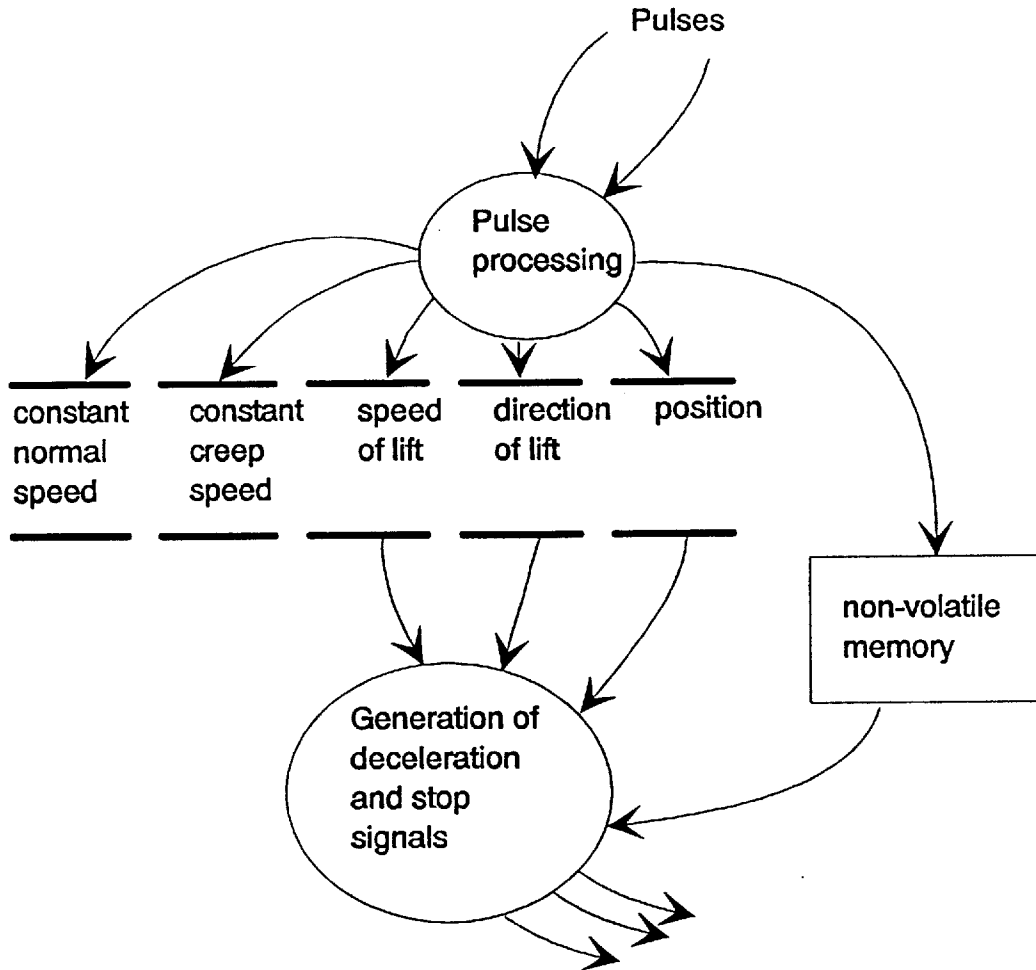 Pulses
Pulse
processing
constant
normal
speed
constant
creep
speed
speed
of lift
direction
of lift
position
non-volatile
memory
Generation of
deceleration
and stop
signals